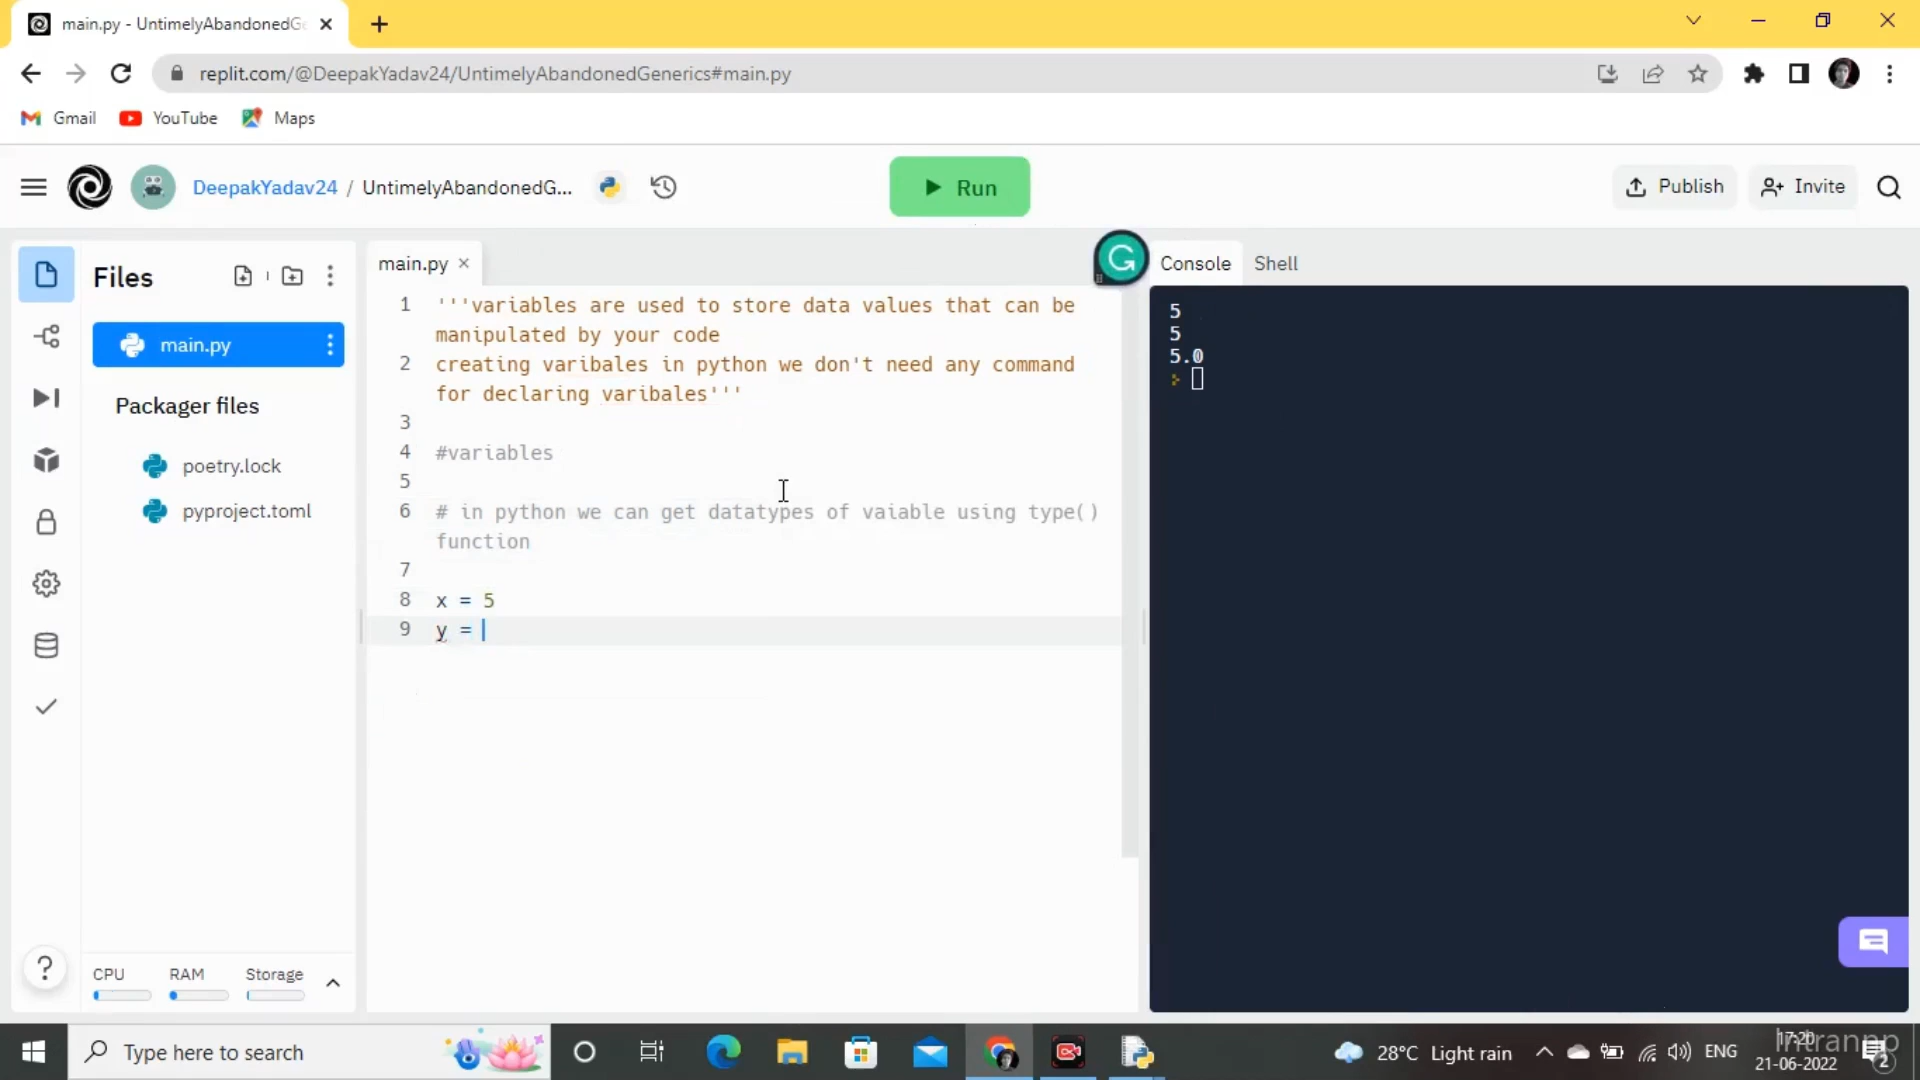 main.py - UntimelyAbandonedG
replit.com/@DeepakYadav24/UntimelyAbandonedGenerics#main.py
Gmail
YouTube
Maps
DeepakYadav24 / UntimelyAbandonedG...
Run
Publish
Invite
Files
main.py
Packager files
poetry.lock
pyproject.toml
CPU
RAM
Storage
main.py
1 '''variables are used to store data values that can be
manipulated by your code
2 creating varibales in python we don't need any command
for declaring varibales'''
3
4 #variables
5
6 # in python we can get datatypes of vaiable using type()
function
7
8 x = 5
9 y =
Console
Shell
5
5
5.0
Type here to search
28°C Light rain
ENG
17:20
21-06-2022
2